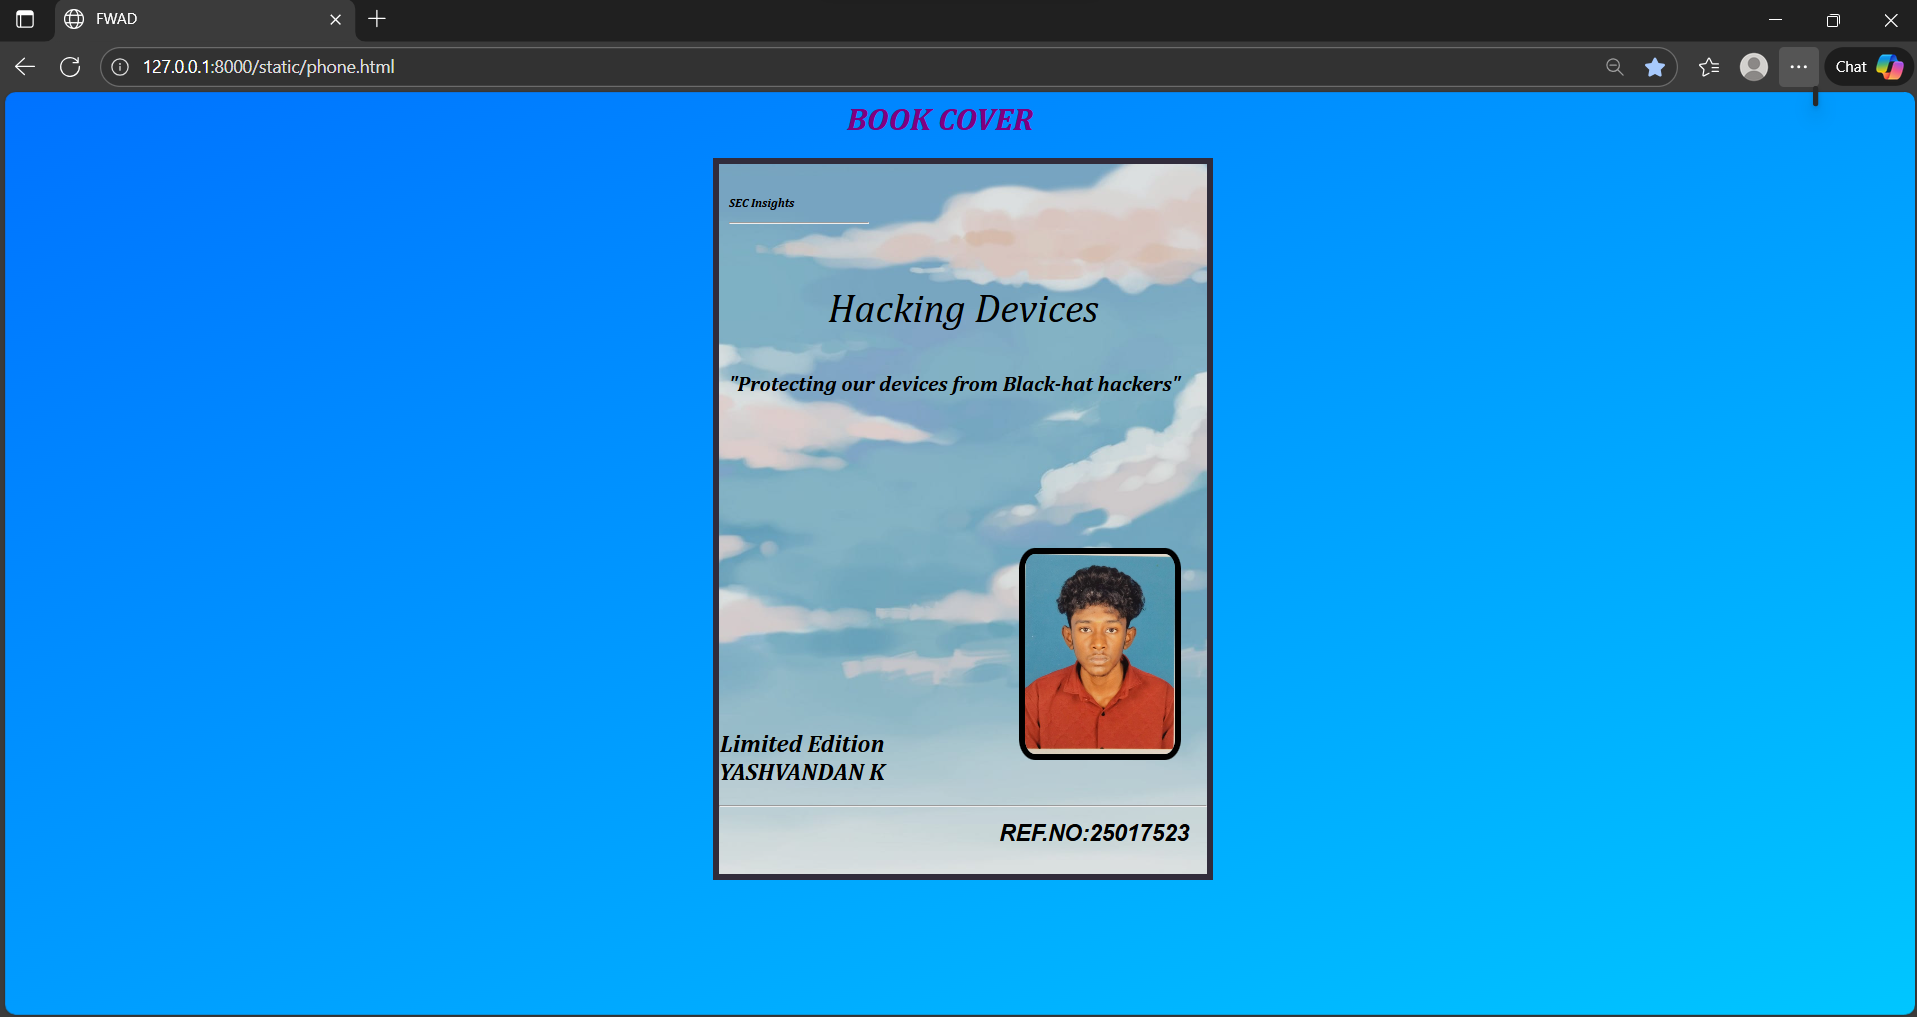 FWAD
127.0.0.1:8000/static/phone.html
Chat
BOOK COVER
SEC Insights
Hacking Devices
"Protecting our devices from Black-hat hackers"
Limited Edition
YASHVANDAN K
REF.NO:25017523